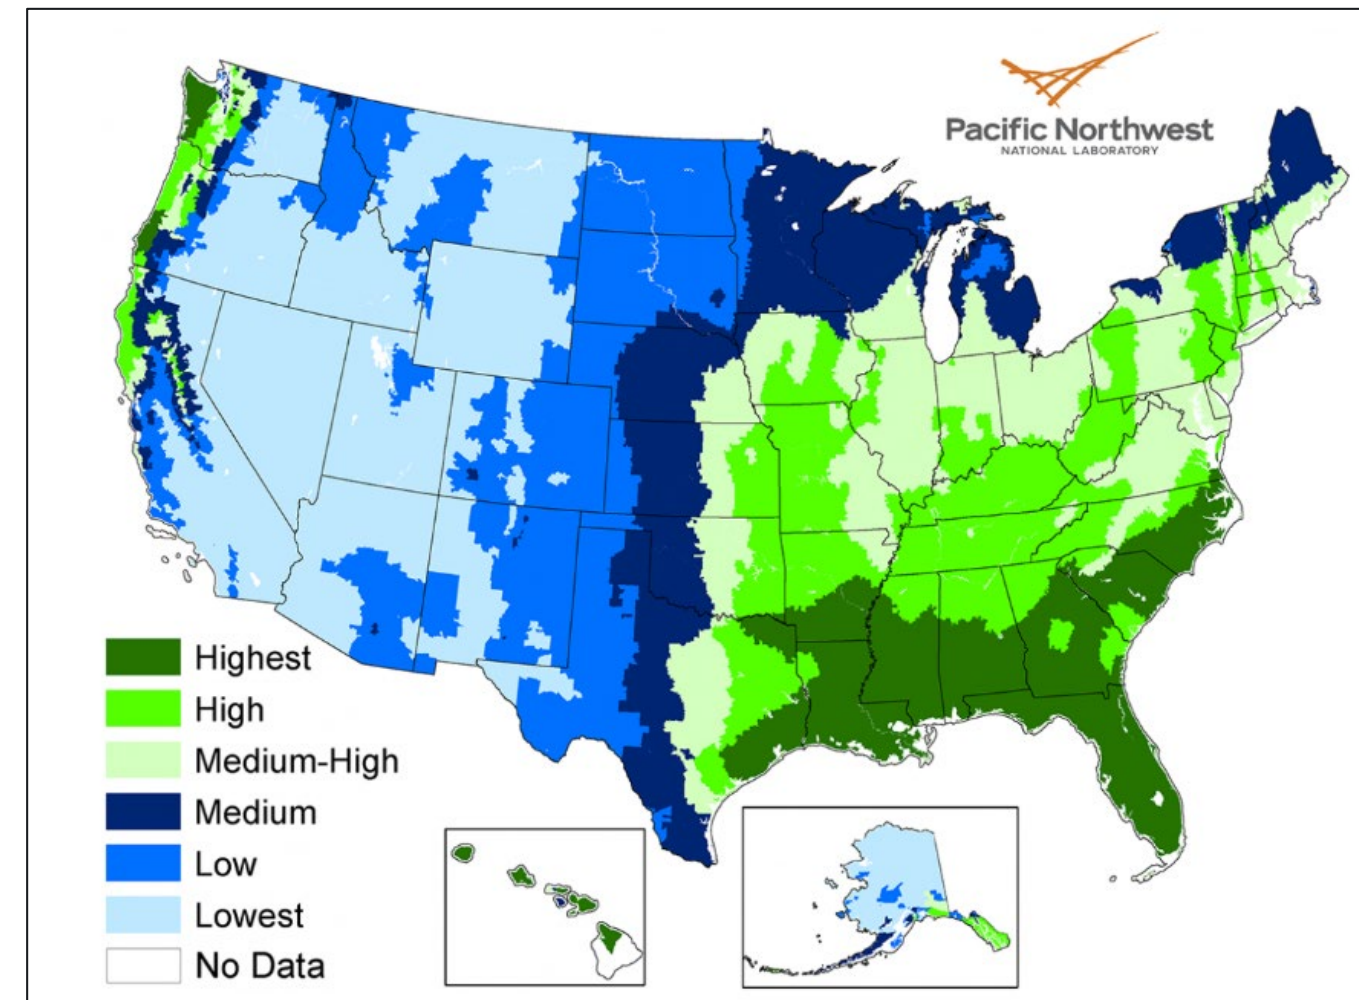 Pacific Northwest
NATIONAL LABORATORY
Highest
High
Medium-High
Medium
Low
Lowest
No Data